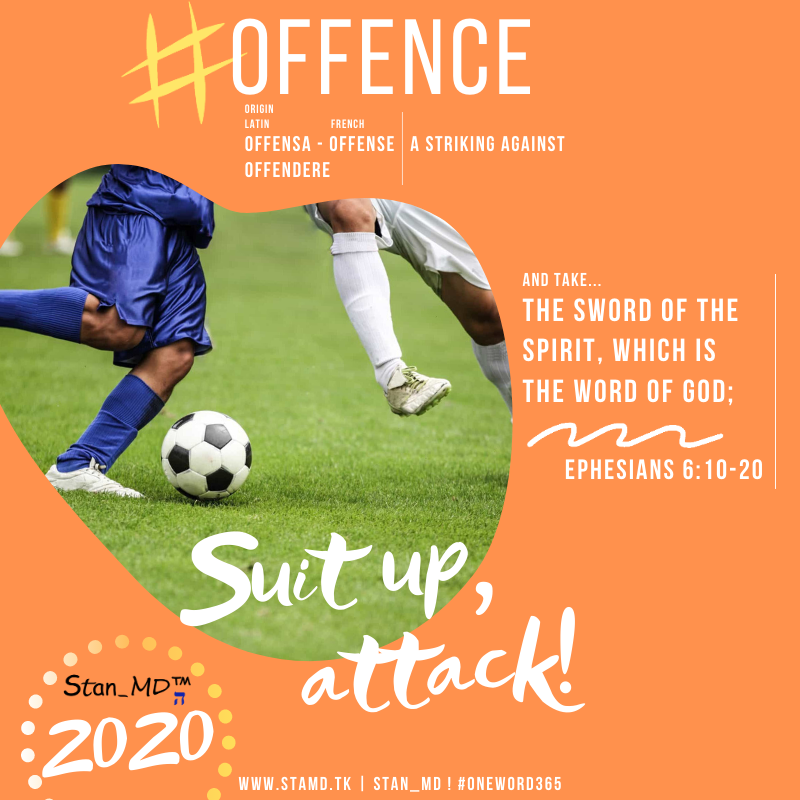 #OFFENCE
ORIGIN
LATIN FRENCH
OFFENSA - OFFENSE | A STRIKING AGAINST
OFFENDERE
AND TAKE...
THE SWORD OF THE
SPIRIT, WHICH IS
THE WORD OF GOD;
EPHESIANS 6:10-20
Suit up,
attack!
Stan_MD™
ה
2020
WWW.STAMD.TK | STAN_MD ! #ONEWORD365